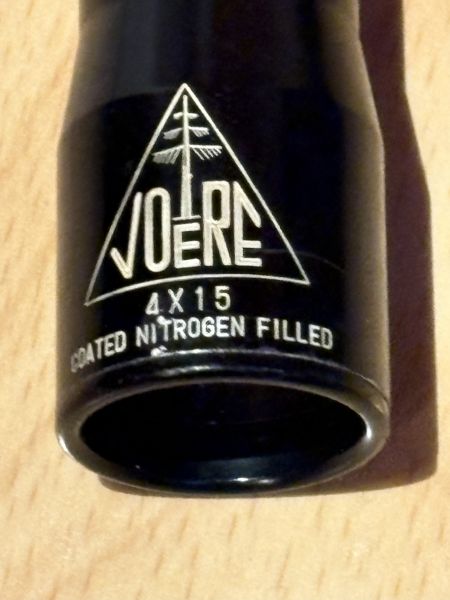 VOERE
4X15
COATED NITROGEN FILLED